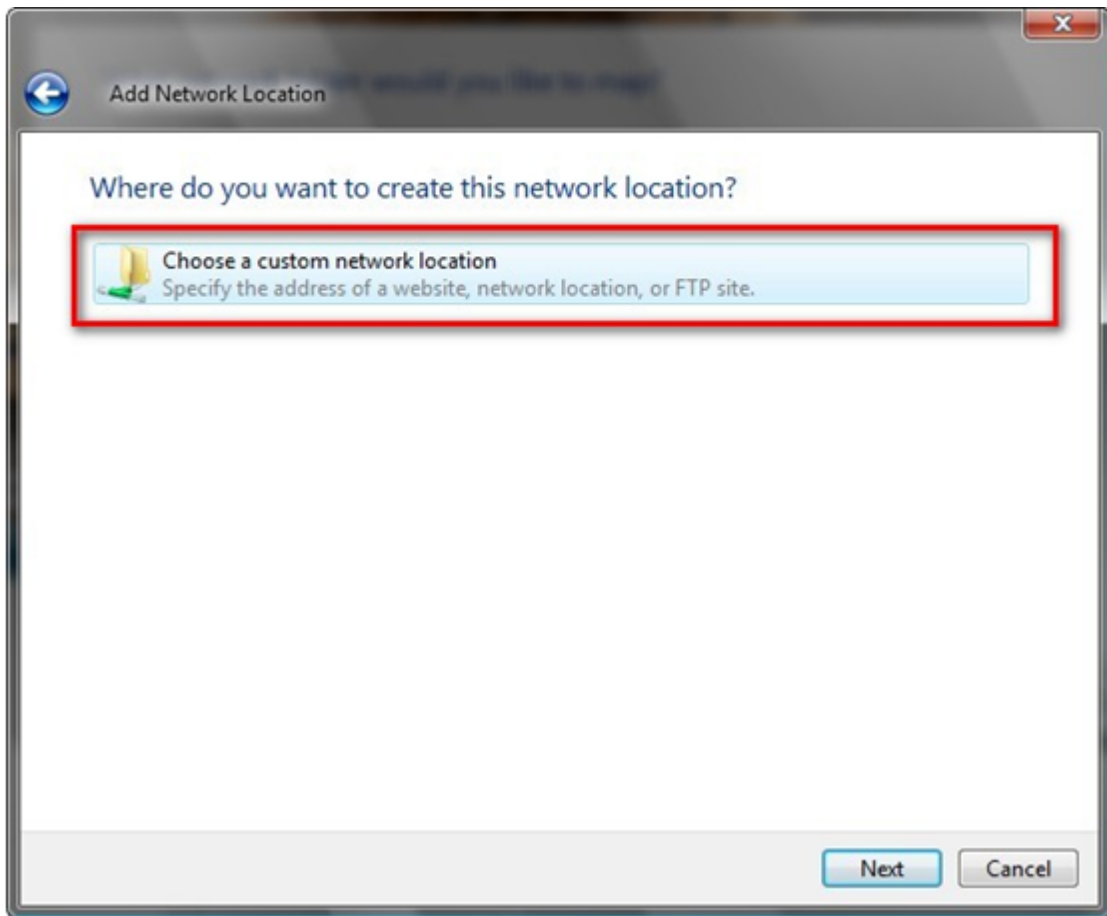 Add Network Location
Where do you want to create this network location?
Choose a custom network location
Specify the address of a website, network location, or FTP site.
Next
Cancel